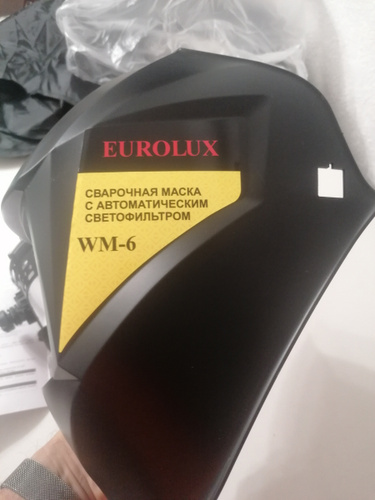 EUROLUX
СВАРОЧНАЯ МАСКА
С АВТОМАТИЧЕСКИМ
СВЕТОФИЛЬТРОМ
WM-6